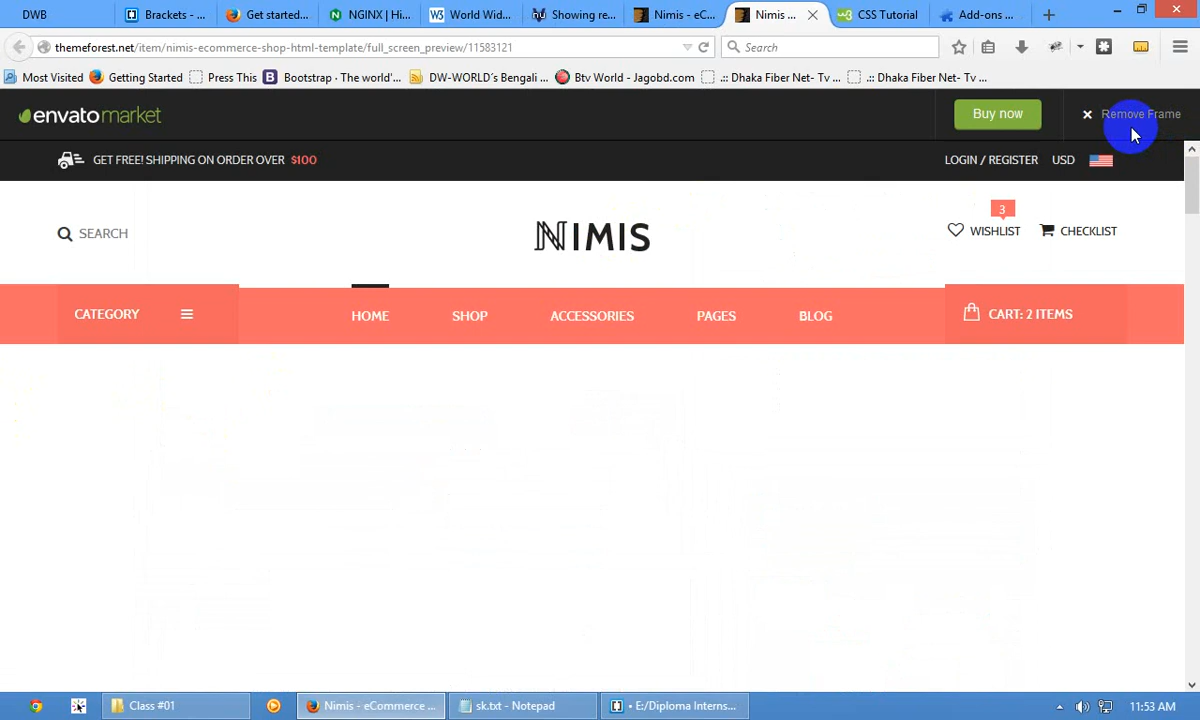 DWB
Brackets - ...
Get started...
NGINX | Hi...
World Wid...
Showing re...
Nimis - eC...
Nimis ...
CSS Tutorial
Add-ons ...
themeforest.net/item/nimis-ecommerce-shop-html-template/full_screen_preview/11583121
Search
Most Visited
Getting Started
Press This
Bootstrap · The world'...
DW-WORLD´s Bengali ...
Btv World - Jagobd.com
.:: Dhaka Fiber Net- Tv ...
.:: Dhaka Fiber Net- Tv ...
envatomarket
Buy now
Remove Frame
GET FREE! SHIPPING ON ORDER OVER $100
LOGIN / REGISTER USD
SEARCH
NIMIS
3
WISHLIST
CHECKLIST
CATEGORY
HOME
SHOP
ACCESSORIES
PAGES
BLOG
CART: 2 ITEMS
Class #01
Nimis - eCommerce ...
sk.txt - Notepad
• E:/Diploma Interns...
11:53 AM